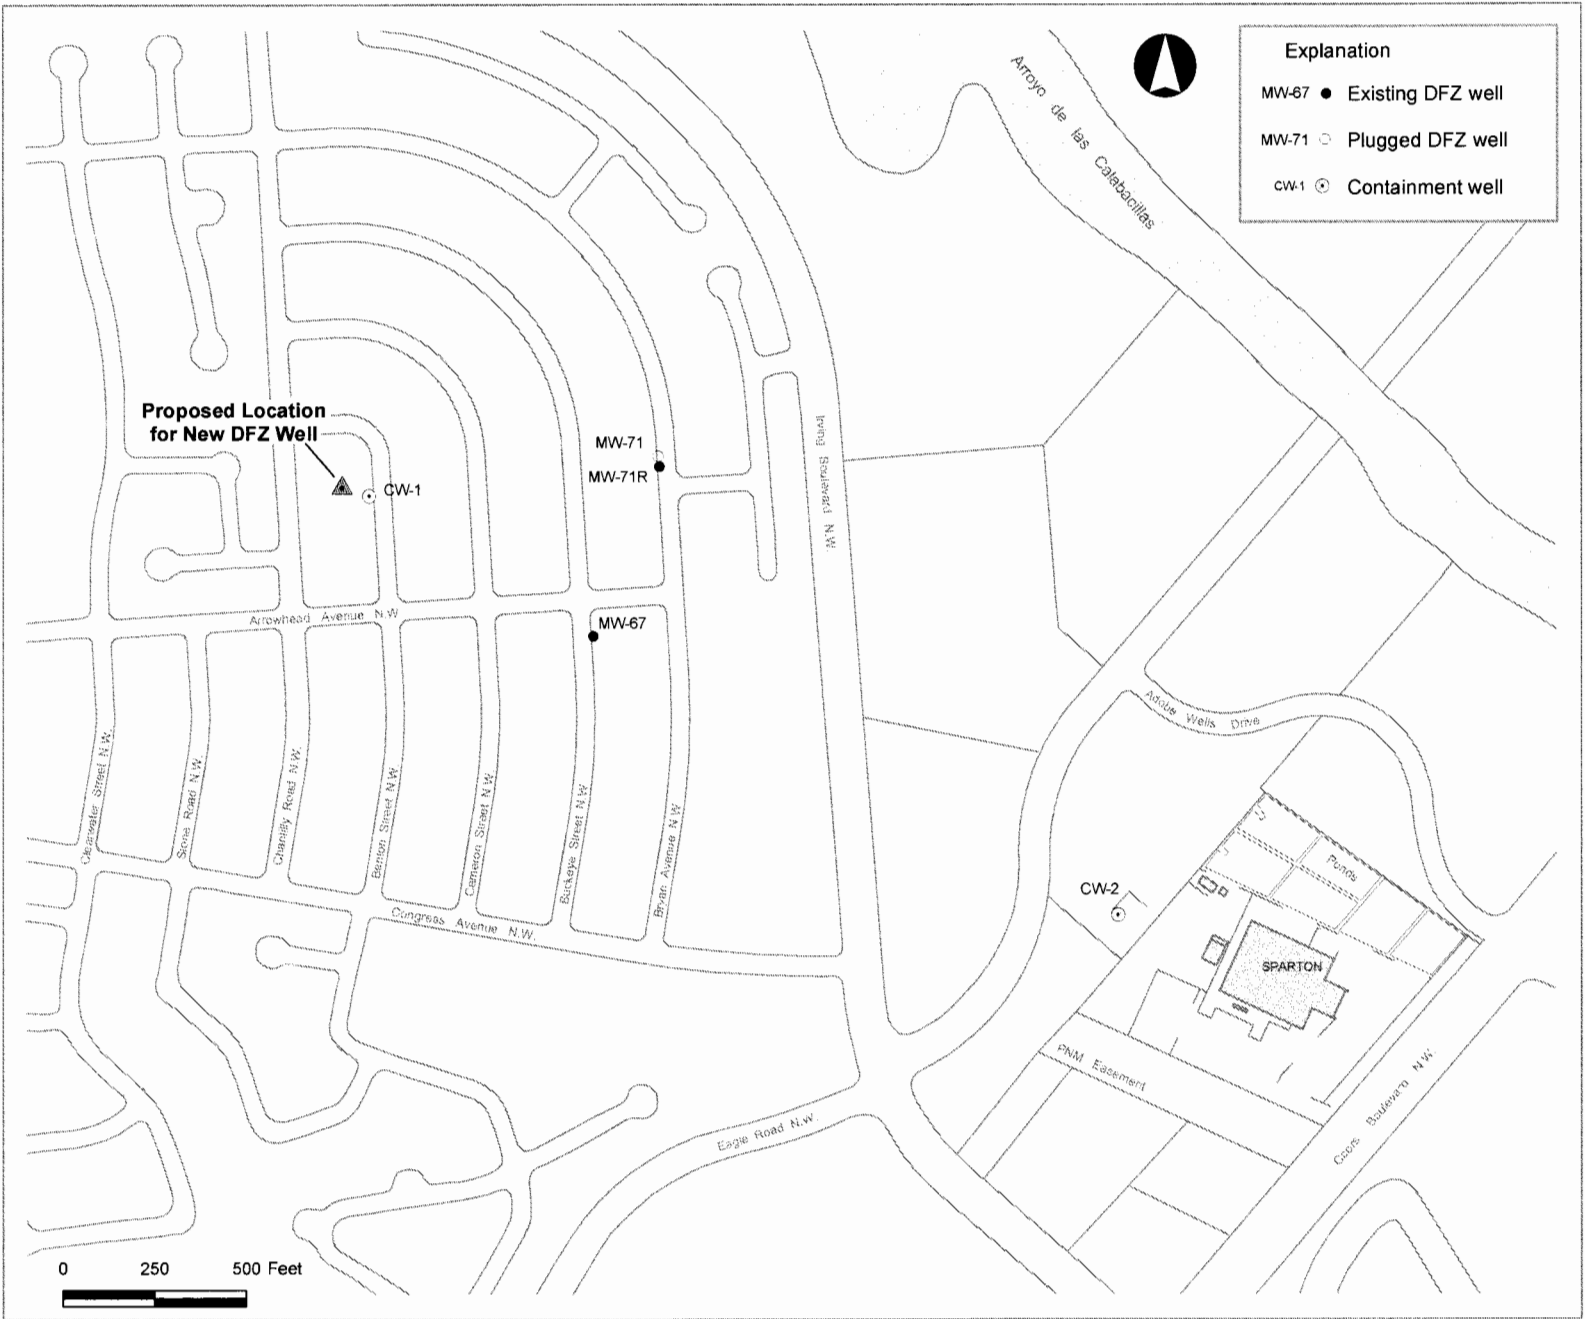 Explanation
MW-67 Existing DFZ well
MW-71 Plugged DFZ well
CW-1 Containment well
Arroyo de las Calabacillas
Proposed Location
for New DFZ Well
CW-1
MW-71
MW-71R
Irving Boulevard N.W.
Arrowhead Avenue N.W
MW-67
Adobe Wells Drive
Clearwater Street N.W.
Stone Road N.W.
Chantilly Road N.W.
Benton Street N.W.
Cameron Street N.W.
Buckeye Street N.W
Bryan Avenue N.W
Congress Avenue N.W.
CW-2
Ponds
SPARTON
PNM Easement
Coors Boulevard N.W.
Eagle Road N.W.
0 250 500 Feet